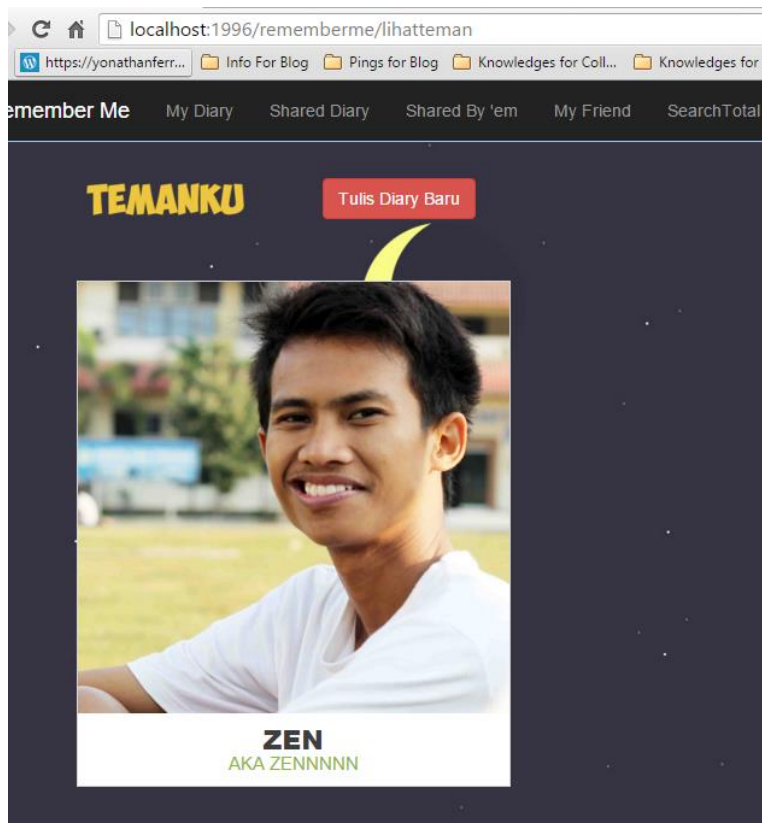 localhost:1996/rememberme/lihatteman
https://yonathanferr... Info For Blog Pings for Blog Knowledges for Coll... Knowledges for
emember Me My Diary Shared Diary Shared By 'em My Friend SearchTotal
TEMANKU Tulis Diary Baru
ZEN
AKA ZENNNNN